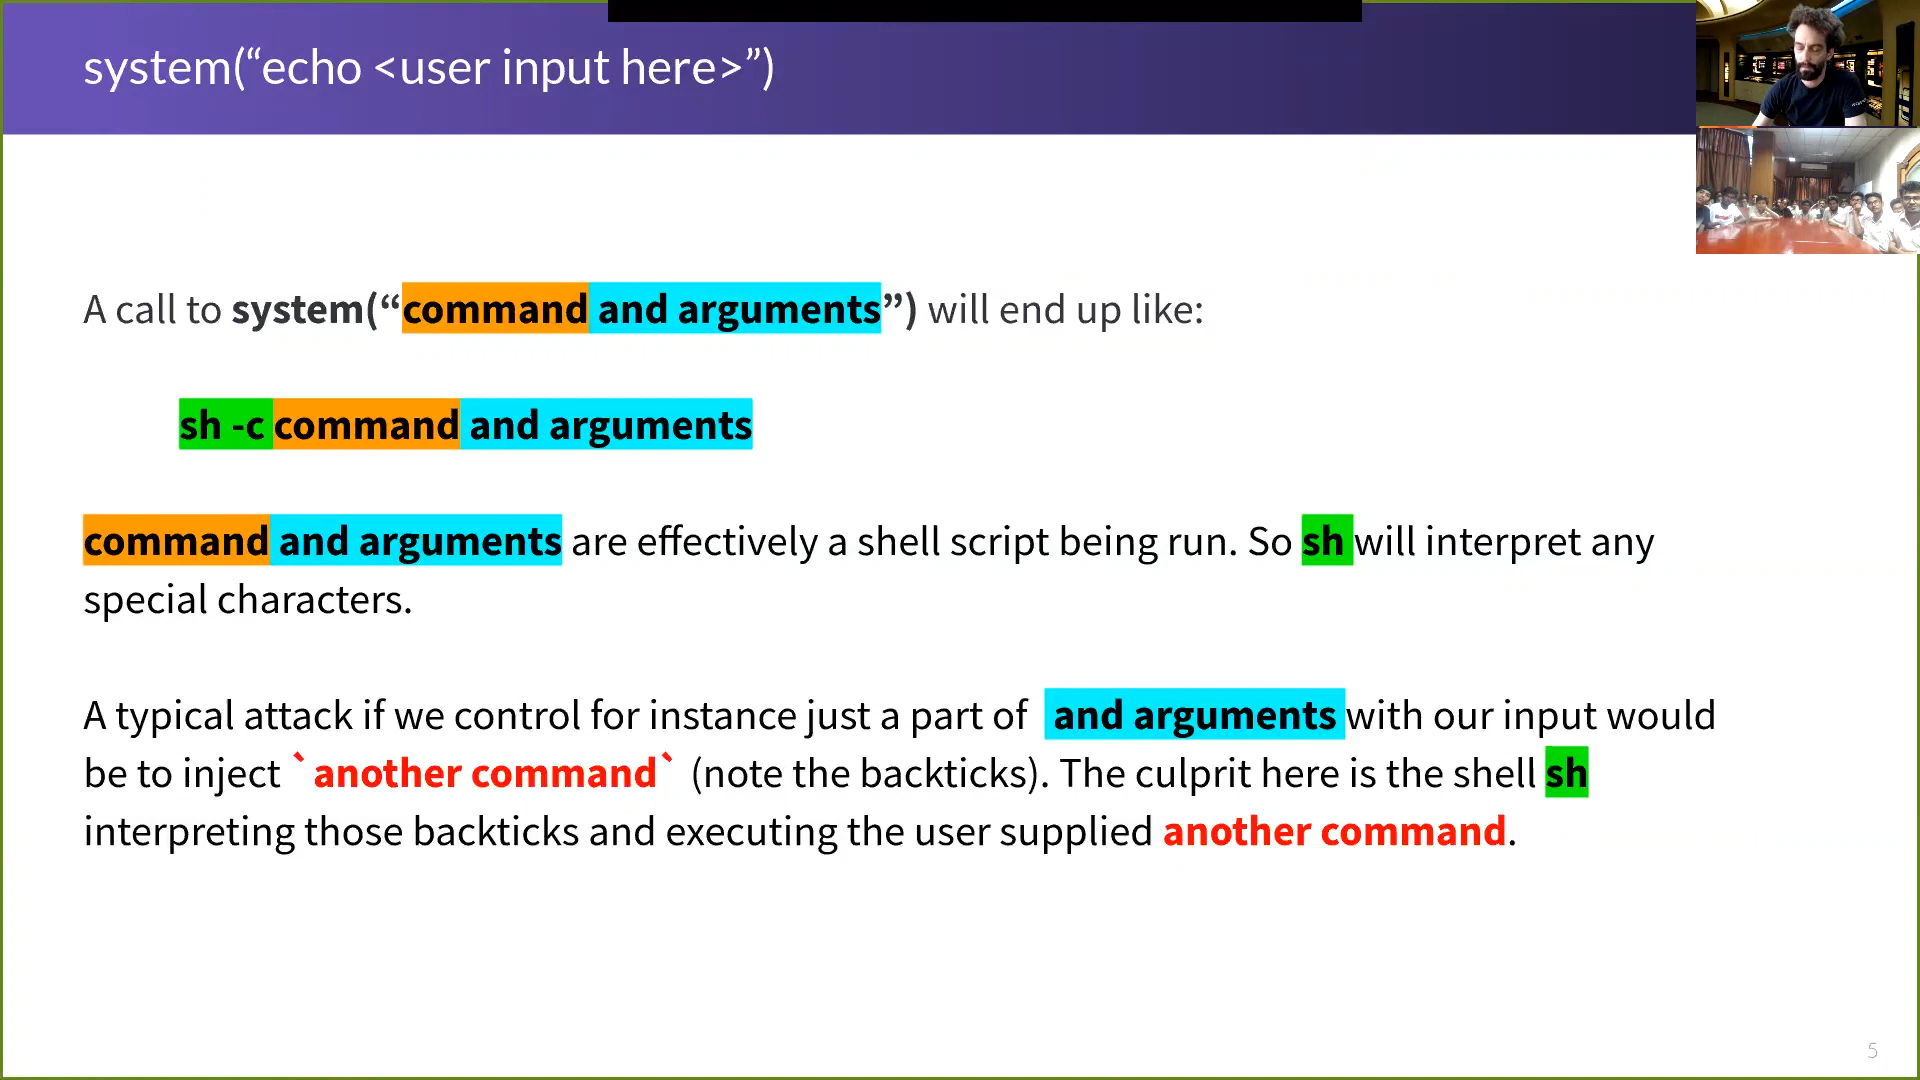 system(“echo <user input here>”)
A call to system(“command and arguments”) will end up like:
sh -c command and arguments
command and arguments are effectively a shell script being run. So sh will interpret any
special characters.
A typical attack if we control for instance just a part of and arguments with our input would
be to inject `another command` (note the backticks). The culprit here is the shell sh
interpreting those backticks and executing the user supplied another command.
5